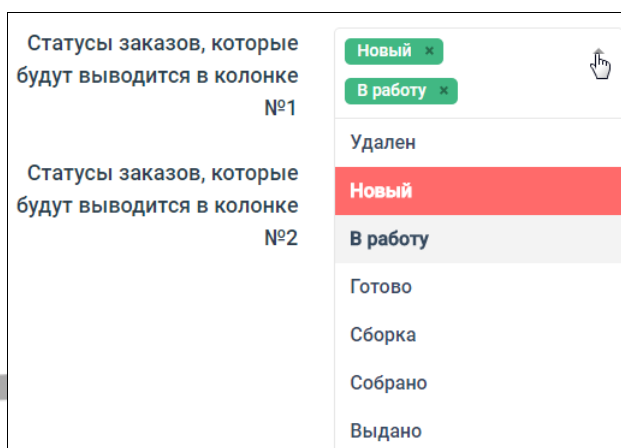 Статусы заказов, которые
будут выводится в колонке
№1
Новый ×
В работу ×
Удален
Новый
Статусы заказов, которые
будут выводится в колонке
№2
В работу
Готово
Сборка
Собрано
Выдано